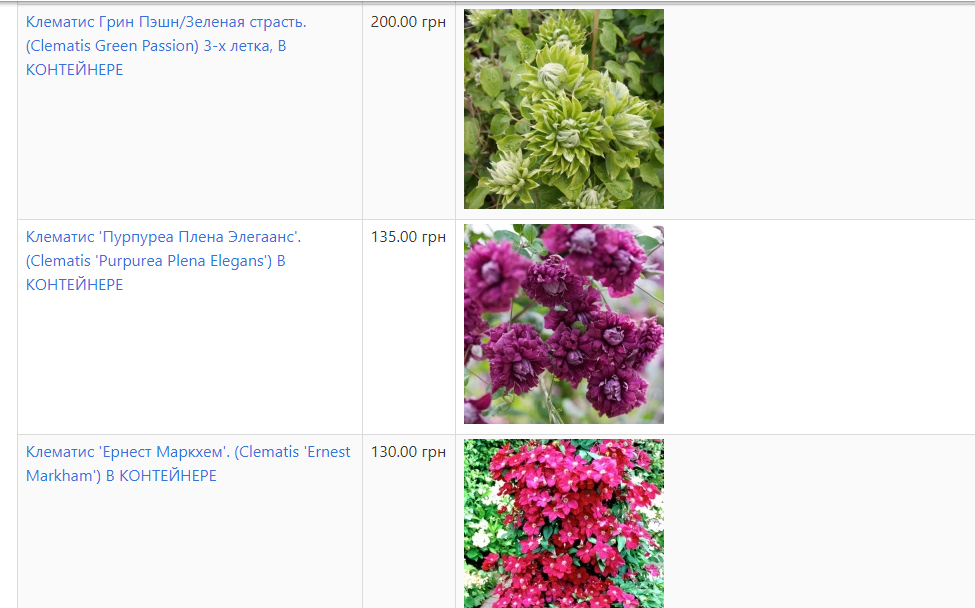 Клематис Грин Пэшн/Зеленая страсть.
(Clematis Green Passion) 3-х летка, В
КОНТЕЙНЕРЕ
200.00 грн
Клематис 'Пурпуреа Плена Элегаанс'.
(Clematis 'Purpurea Plena Elegans') В
КОНТЕЙНЕРЕ
135.00 грн
Клематис 'Ернест Маркхем'. (Clematis 'Ernest
Markham') В КОНТЕЙНЕРЕ
130.00 грн